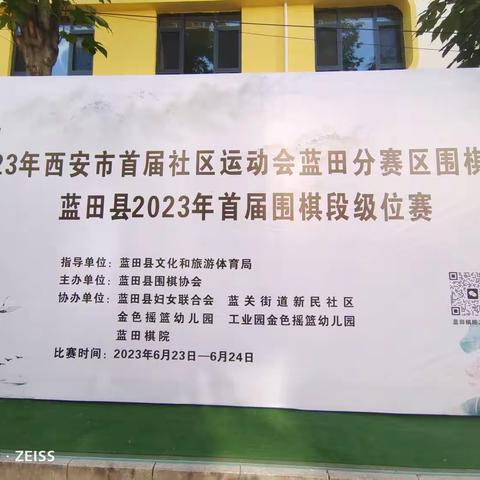 23年西安市首届社区运动会蓝田分赛区围棋
蓝田县2023年首届围棋段级位赛
指导单位：蓝田县文化和旅游体育局
主办单位：蓝田县围棋协会
协办单位：蓝田县妇女联合会 蓝关街道新民社区
金色摇篮幼儿园 工业园金色摇篮幼儿园
蓝田棋院
比赛时间：2023年6月23日—6月24日
蓝田棋院
ZEISS